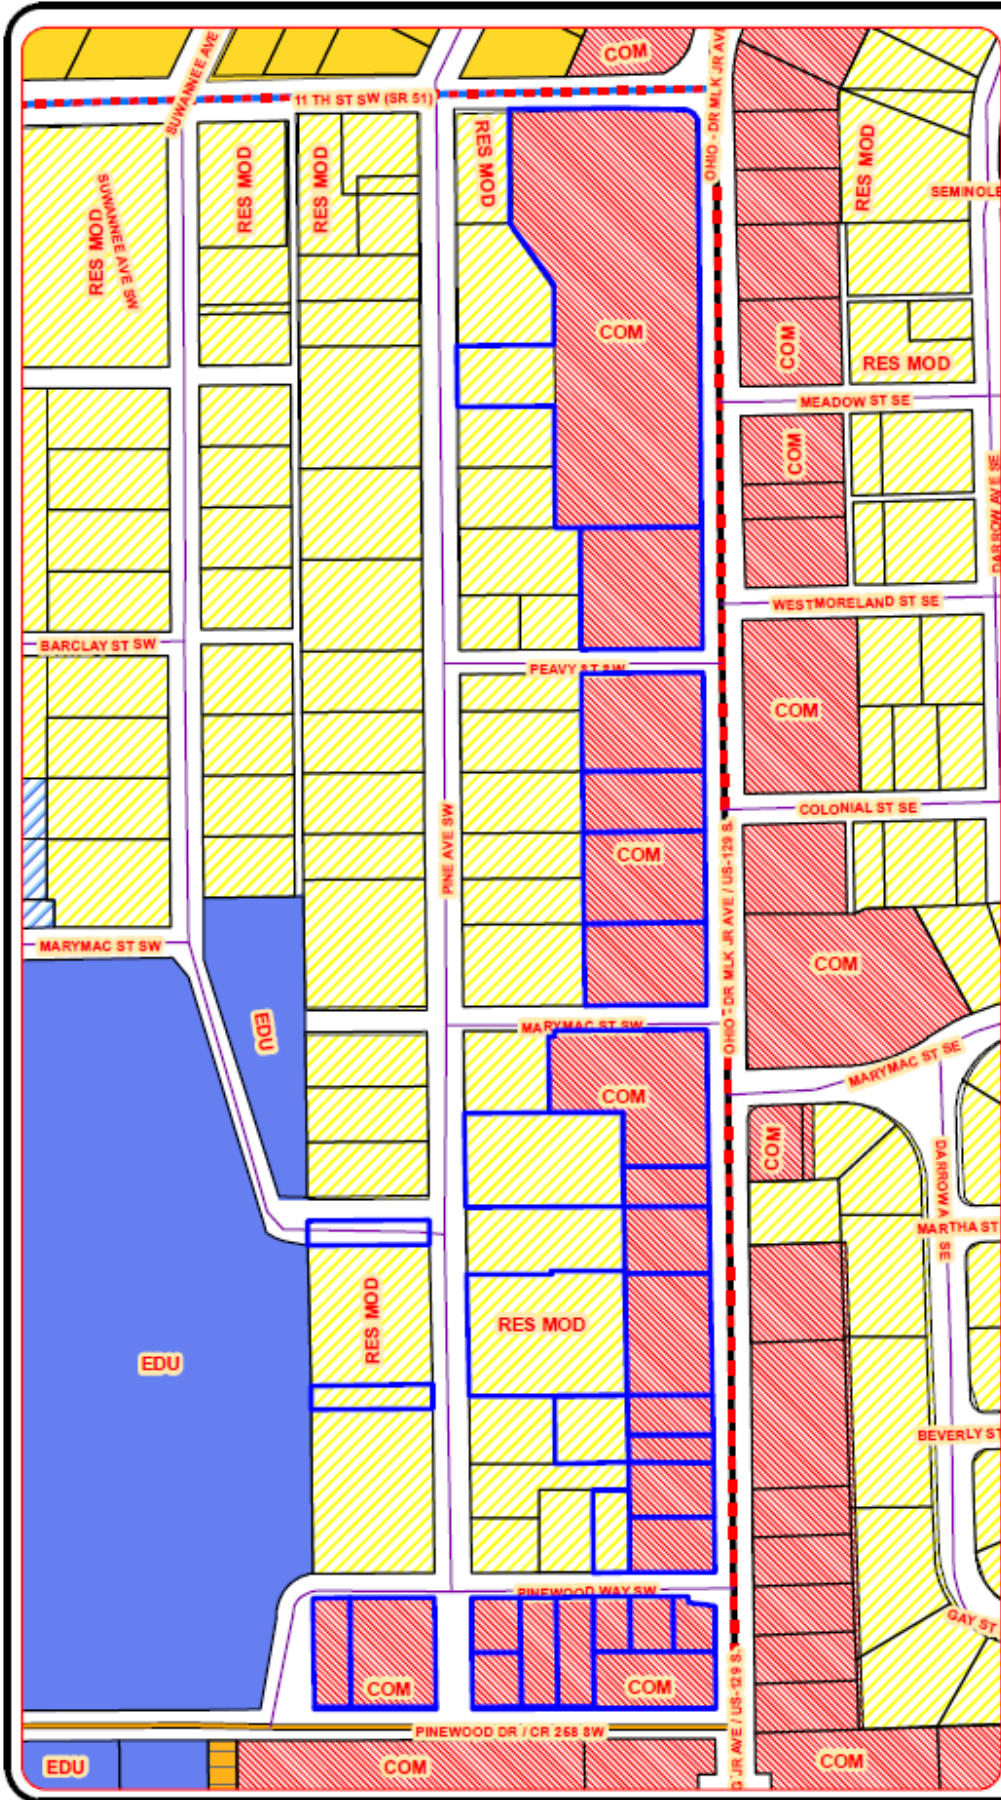 SUWANNEE AVE
COM
OHIO - DR MLK JR AVE
11 TH ST SW (SR 51)
RES MOD
SUWANNEE AVE SW
RES MOD
RES MOD
RES MOD
RES MOD
SEMINOLE
COM
COM
RES MOD
MEADOW ST SE
COM
DARROW AVE SE
WESTMORELAND ST SE
BARCLAY ST SW
PEAVY ST SW
COM
COLONIAL ST SE
PINE AVE SW
COM
OHIO - DR MLK JR AVE / US-129 S
MARYMAC ST SW
COM
EDU
MARYMAC ST SW
MARYMAC ST SE
COM
COM
DARROW A SE
MARTHA ST
RES MOD
RES MOD
EDU
BEVERLY ST
PINEWOOD WAY SW
GAY ST
COM
COM
JR AVE / US-129 S
PINEWOOD DR / CR 258 SW
EDU
COM
COM